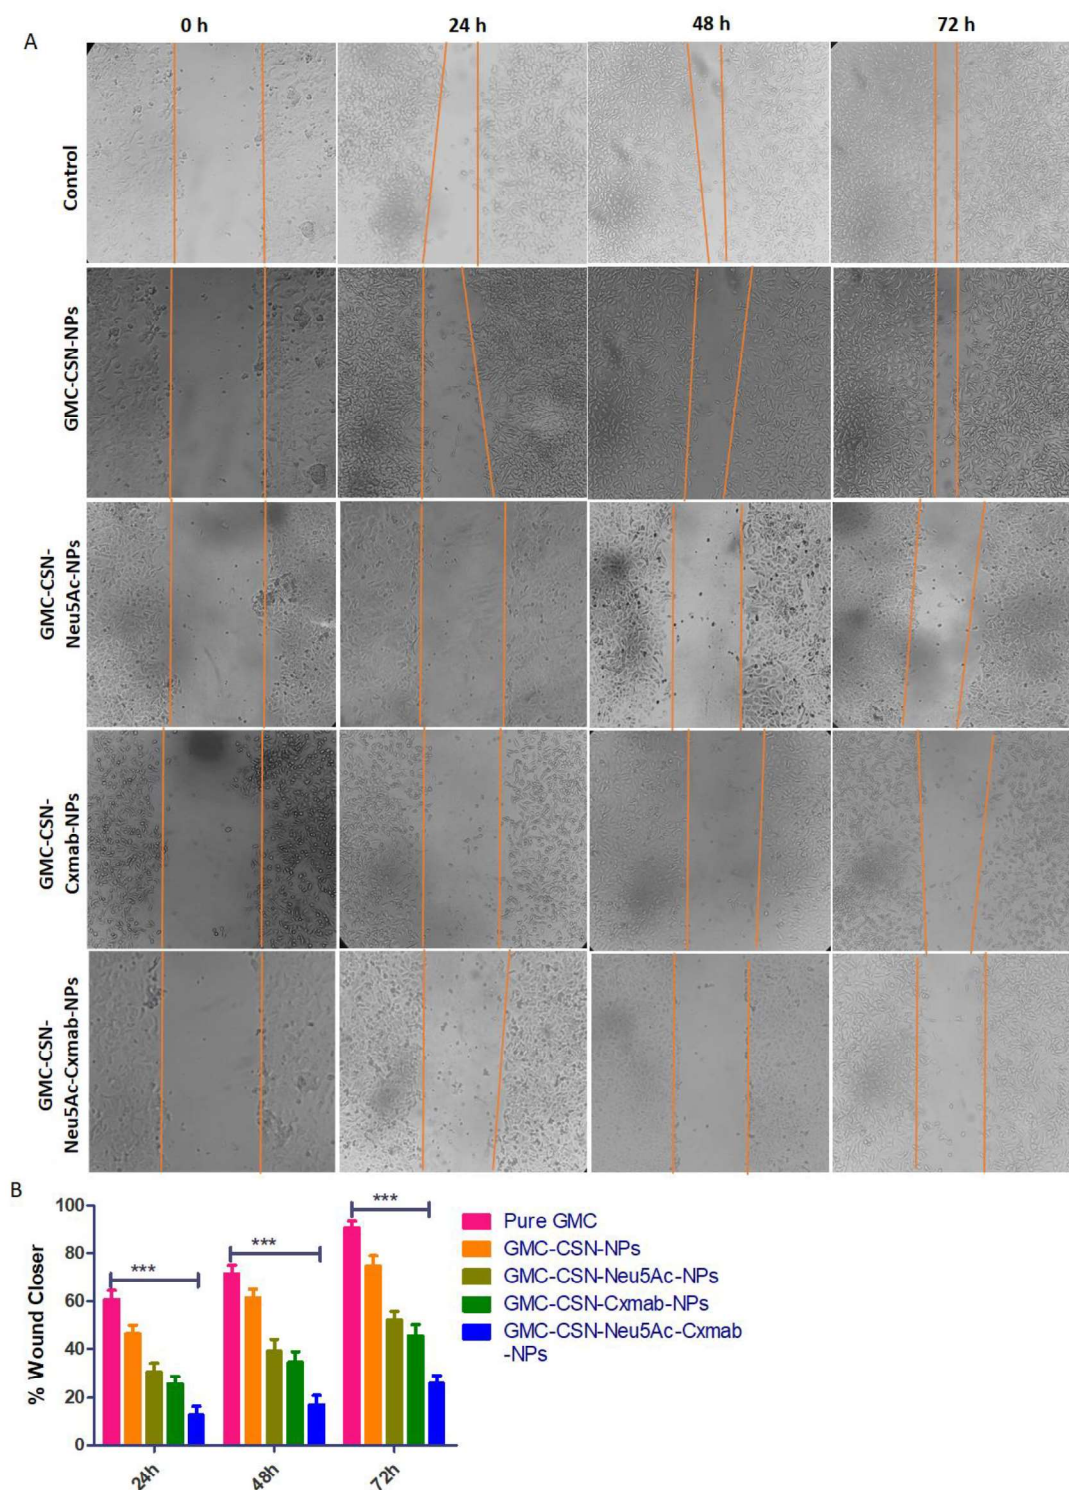 A
0 h
24 h
48 h
72 h
Control
GMC-CSN-NPs
GMC-CSN-
Neu5Ac-NPs
GMC-CSN-
Cxmab-NPs
GMC-CSN-
Neu5Ac-Cxmab-NPs
B
% Wound Closer
100
80
60
40
20
0
***
***
***
24h
48h
72h
Pure GMC
GMC-CSN-NPs
GMC-CSN-Neu5Ac-NPs
GMC-CSN-Cxmab-NPs
GMC-CSN-Neu5Ac-Cxmab
-NPs